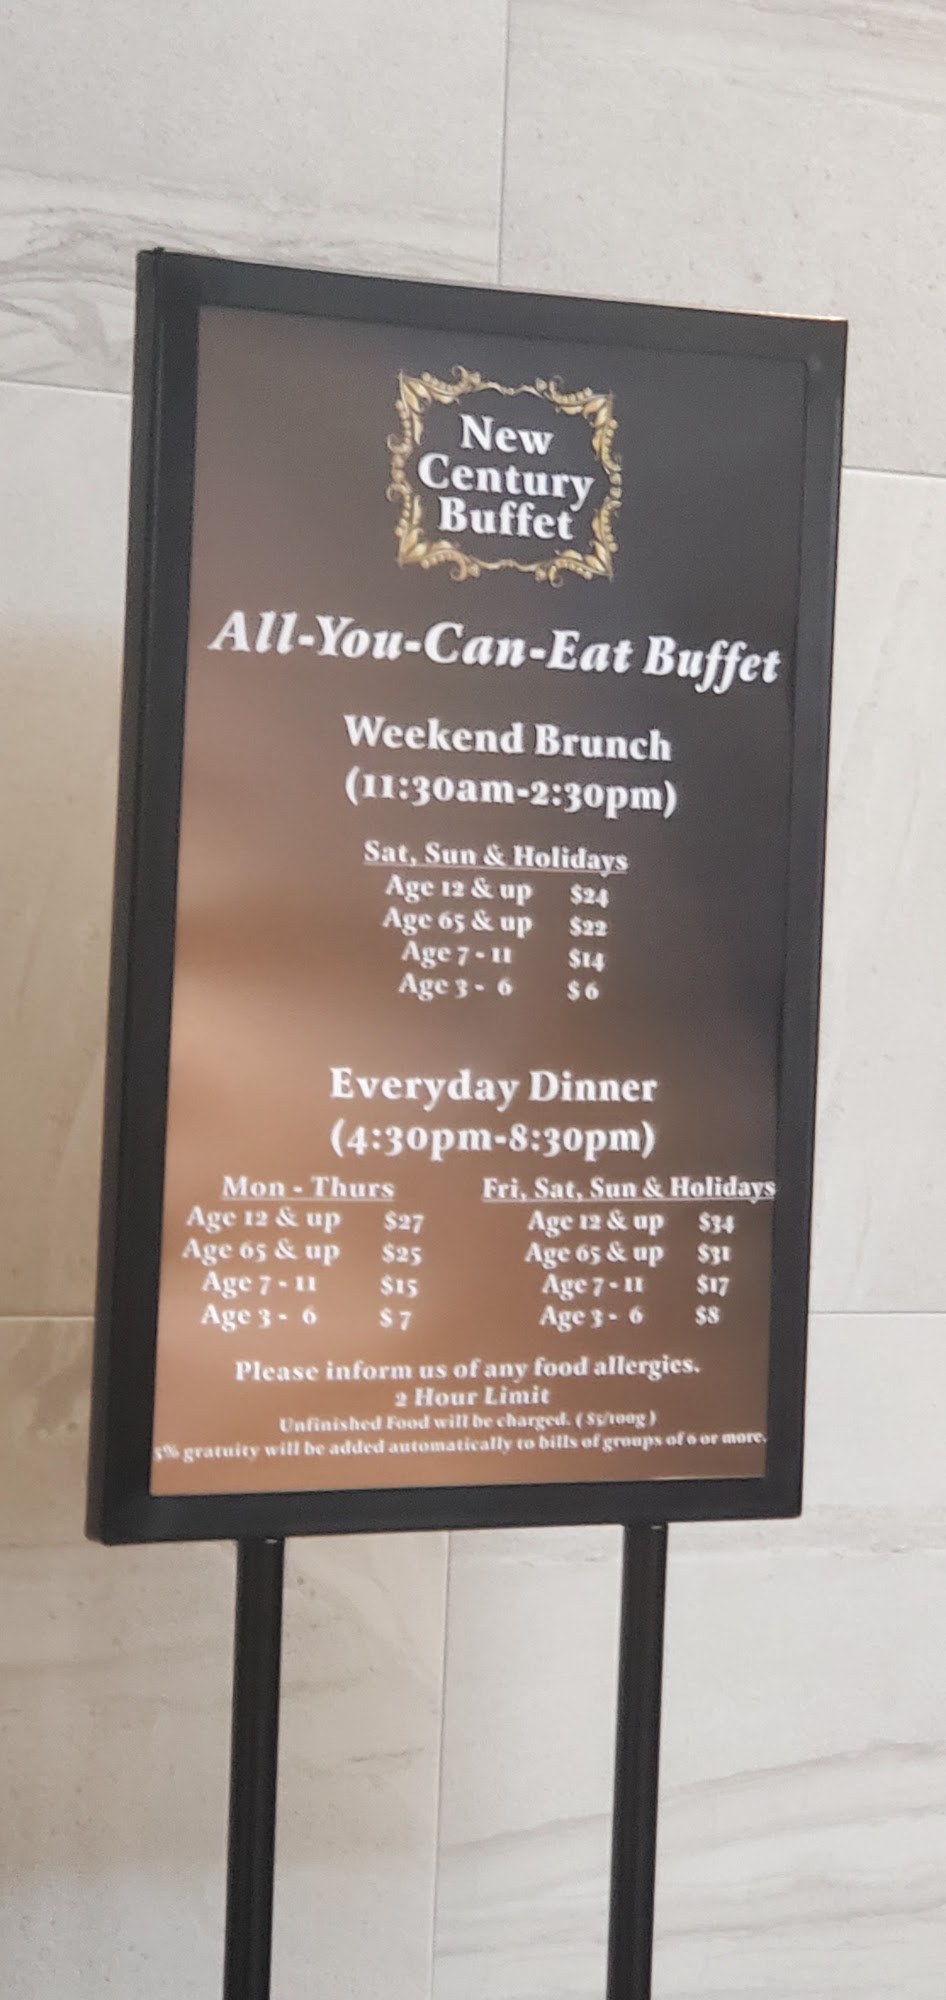 New
Century
Buffet
All-You-Can-Eat Buffet
Weekend Brunch
(11:30am-2:30pm)
Sat, Sun & Holidays
Age 12 & up $24
Age 65 & up $22
Age 7 - 11 $14
Age 3 - 6 $ 6
Everyday Dinner
(4:30pm-8:30pm)
Mon - Thurs
Age 12 & up $27
Age 65 & up $25
Age 7 - 11 $15
Age 3 - 6 $ 7
Fri, Sat, Sun & Holidays
Age 12 & up $34
Age 65 & up $31
Age 7 - 11 $17
Age 3 - 6 $8
Please inform us of any food allergies.
2 Hour Limit
Unfinished Food will be charged. ( $5/100g )
gratuity will be added automatically to bills of groups of 6 or more.